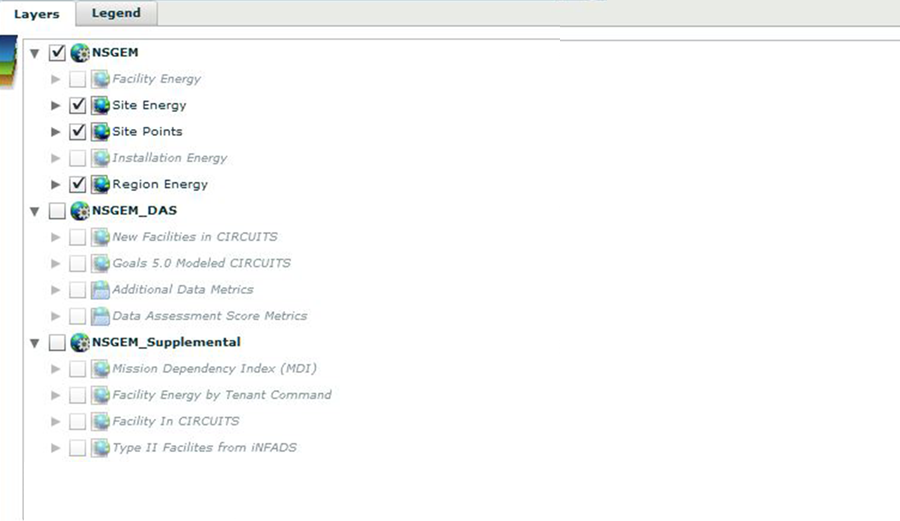 Layers Legend
NSGEM
Facility Energy
Site Energy
Site Points
Installation Energy
Region Energy
NSGEM_DAS
New Facilities in CIRCUITS
Goals 5.0 Modeled CIRCUITS
Additional Data Metrics
Data Assessment Score Metrics
NSGEM_Supplemental
Mission Dependency Index (MDI)
Facility Energy by Tenant Command
Facility In CIRCUITS
Type II Facilites from iNFADS